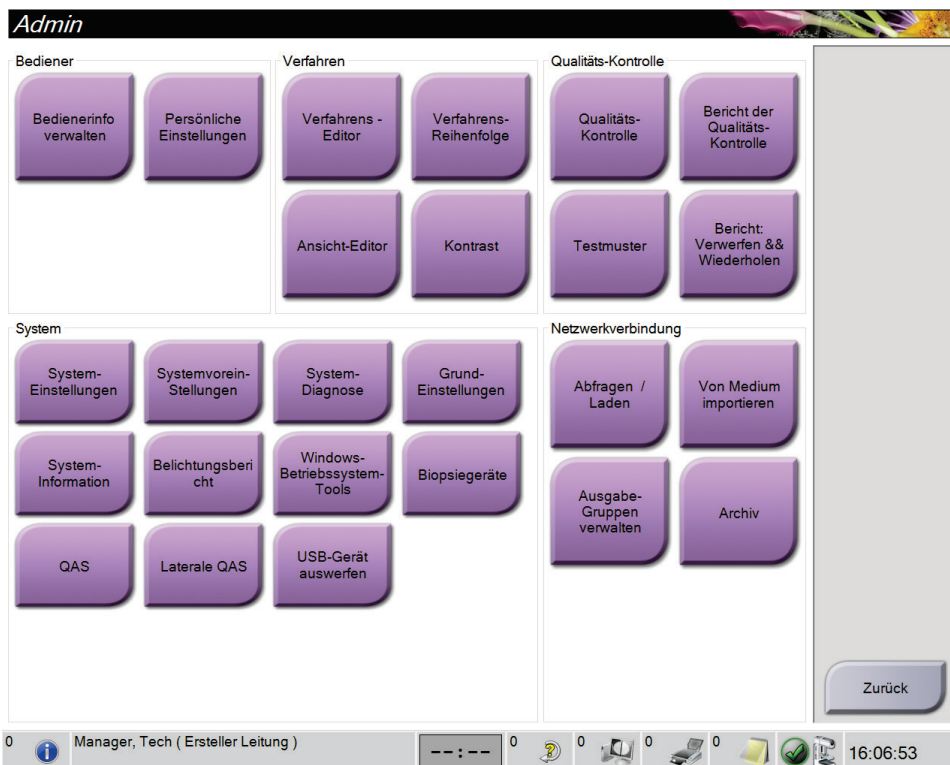 Admin
Bediener
Bedienerinfo
verwalten
Persönliche
Einstellungen
Verfahren
Verfahrens -
Editor
Verfahrens-
Reihenfolge
Ansicht-Editor
Kontrast
Qualitäts-Kontrolle
Qualitäts-
Kontrolle
Bericht der
Qualitäts-
Kontrolle
Testmuster
Bericht:
Verwerfen &&
Wiederholen
System
System-
Einstellungen
Systemvorein-
Stellungen
System-
Diagnose
Grund-
Einstellungen
System-
Information
Belichtungsberi
cht
Windows-
Betriebssystem-
Tools
Biopsiegeräte
QAS
Laterale QAS
USB-Gerät
auswerfen
Netzwerkverbindung
Abfragen /
Laden
Von Medium
importieren
Ausgabe-
Gruppen
verwalten
Archiv
Zurück
0
Manager, Tech ( Ersteller Leitung )
--:--
0
0
0
0
16:06:53